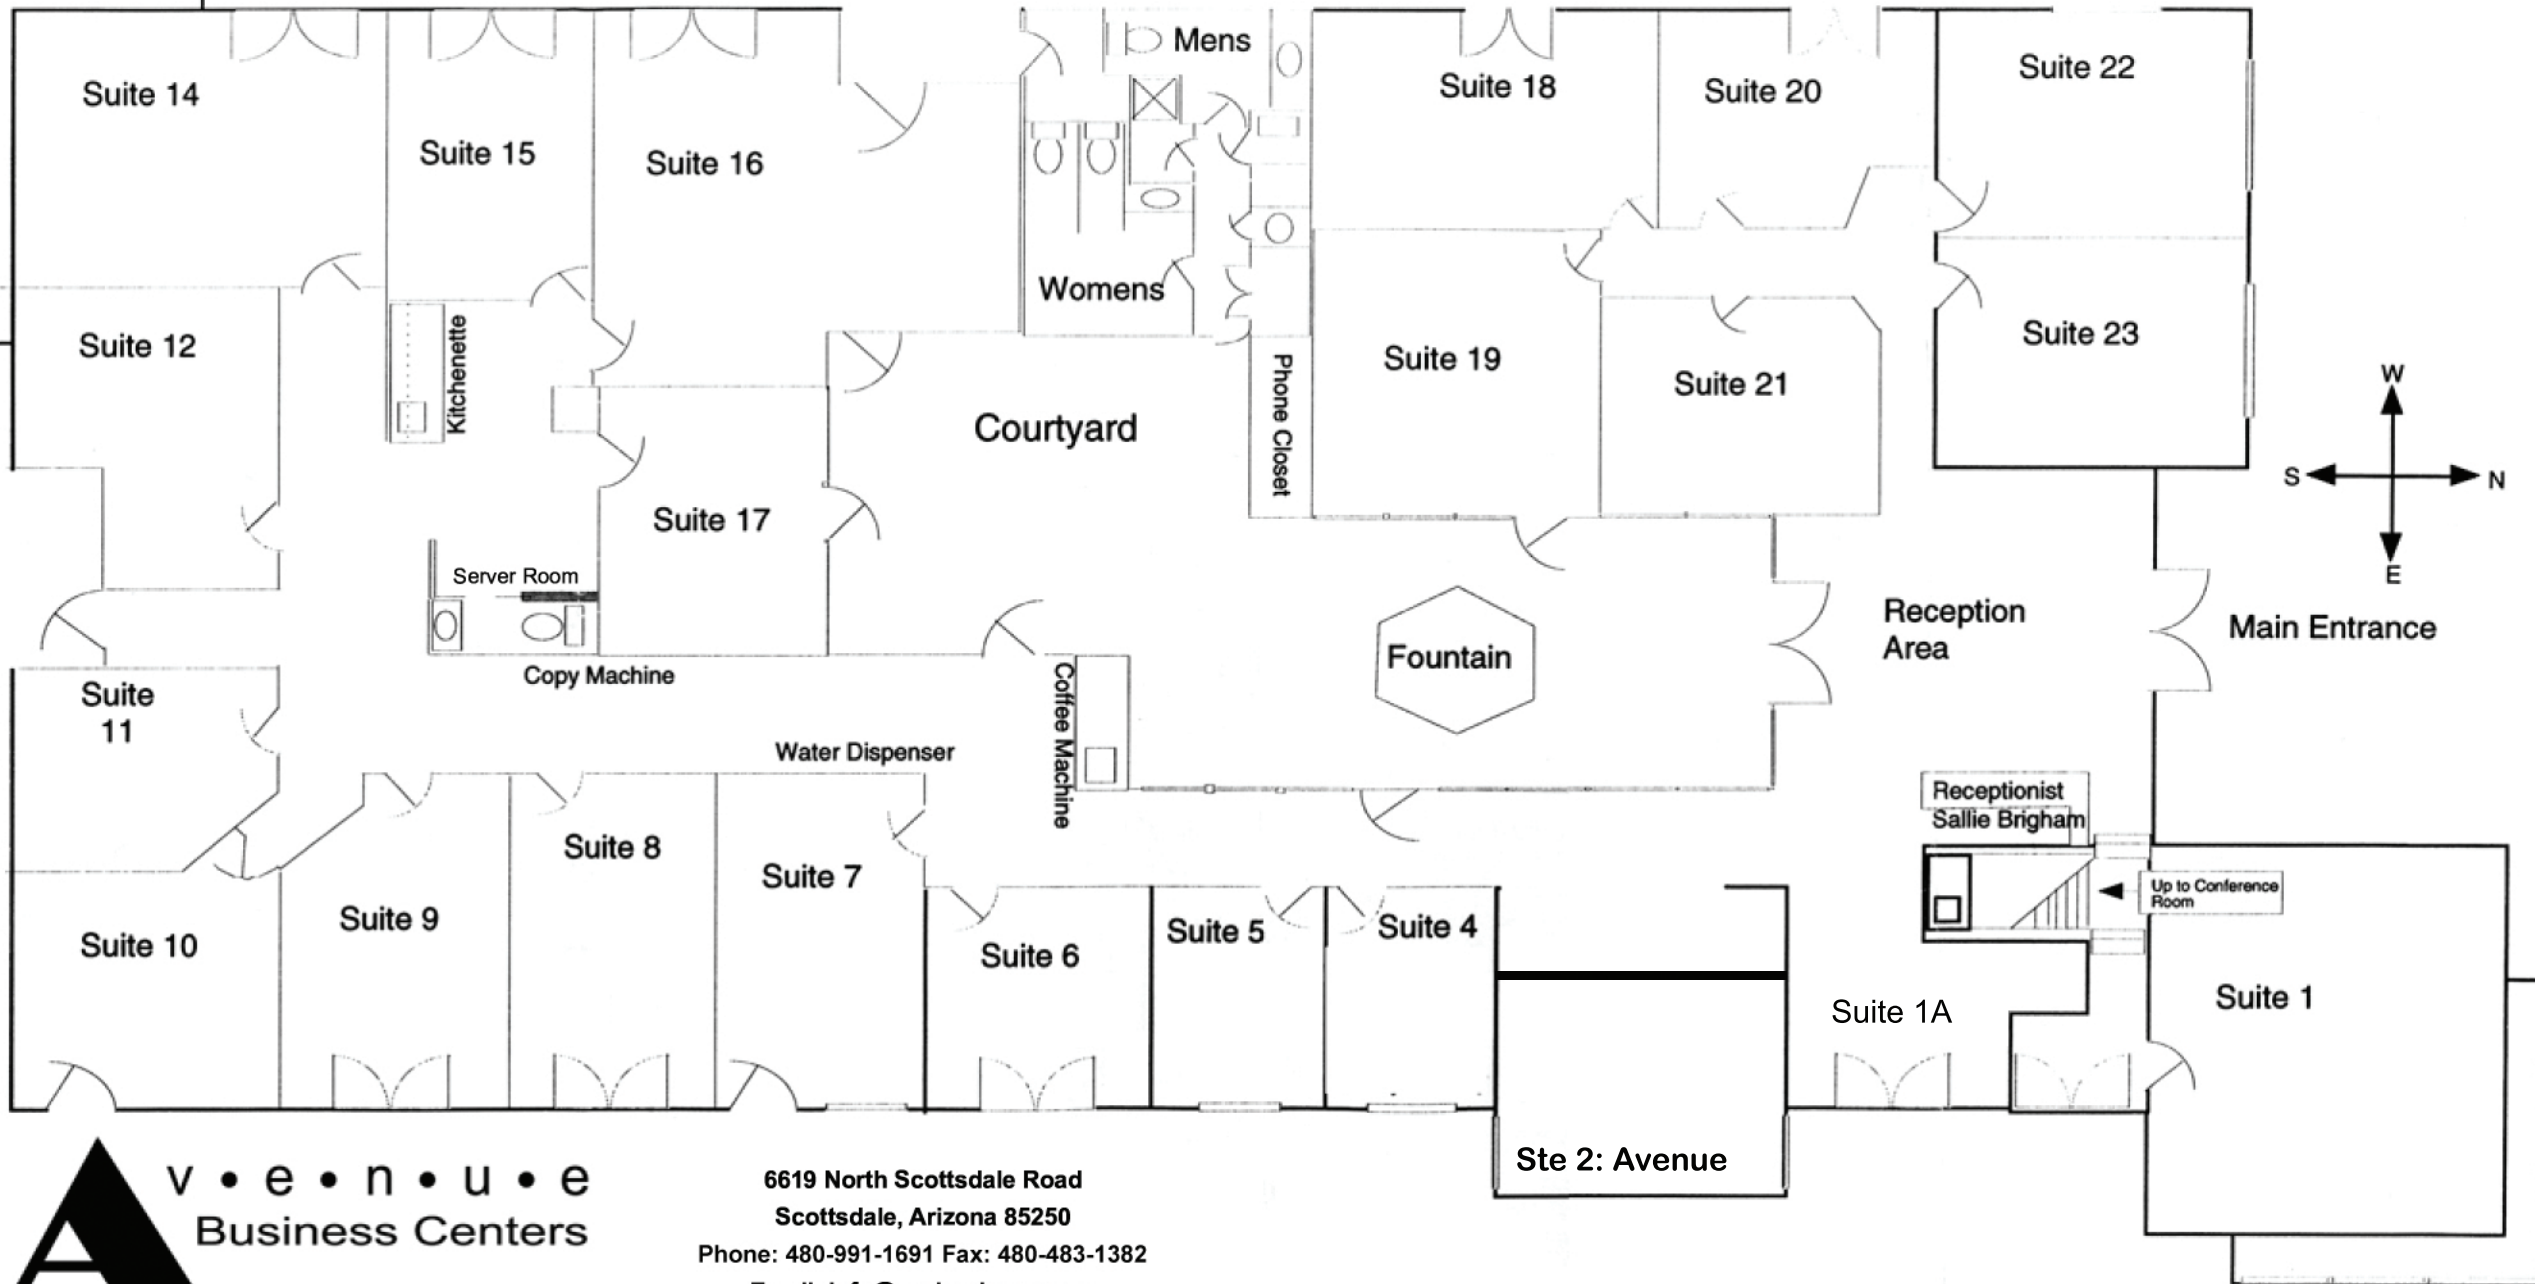 Suite 14
Suite 15
Suite 16
Mens
Suite 18
Suite 20
Suite 22
Womens
Suite 12
Kitchenette
Courtyard
Phone Closet
Suite 19
Suite 21
Suite 23
W
S
N
E
Suite 17
Server Room
Copy Machine
Suite
11
Water Dispenser
Coffee Machine
Fountain
Reception
Area
Main Entrance
Receptionist
Sallie Brigham
Up to Conference
Room
Suite 10
Suite 9
Suite 8
Suite 7
Suite 6
Suite 5
Suite 4
Suite 1A
Suite 1
Ste 2: Avenue
A v•e•n•u•e
Business Centers
6619 North Scottsdale Road
Scottsdale, Arizona 85250
Phone: 480-991-1691 Fax: 480-483-1382